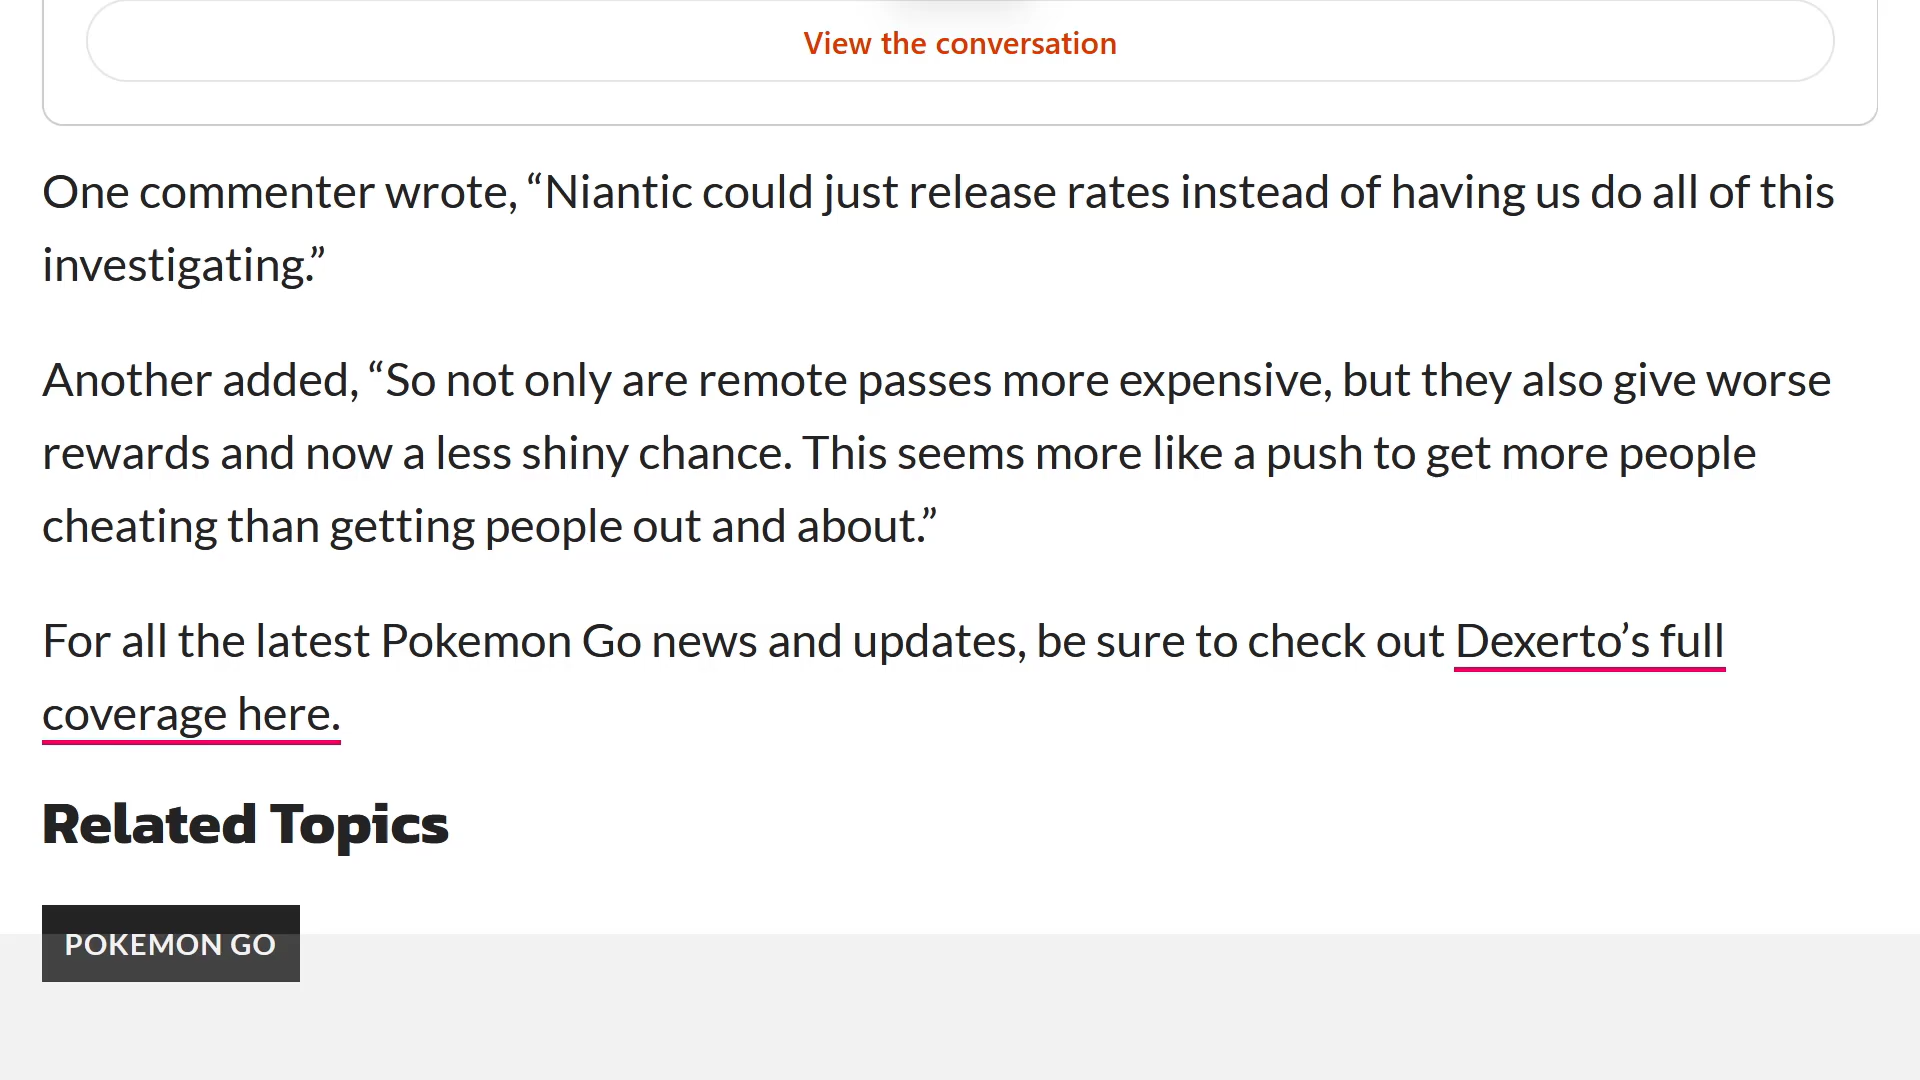 View the conversation
One commenter wrote, “Niantic could just release rates instead of having us do all of this
investigating.”
Another added, “So not only are remote passes more expensive, but they also give worse
rewards and now a less shiny chance. This seems more like a push to get more people
cheating than getting people out and about.”
For all the latest Pokemon Go news and updates, be sure to check out Dexerto’s full
coverage here.
Related Topics
POKEMON GO